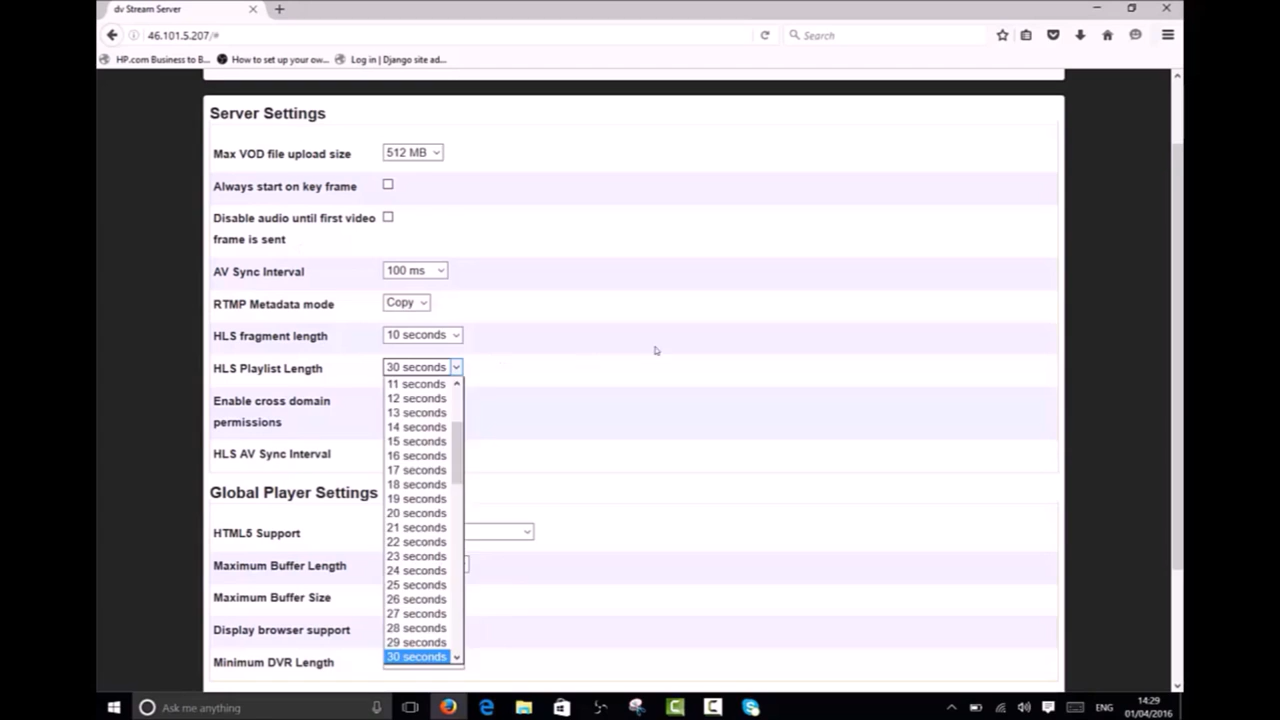 dv Stream Server
46.101.5.207/#
Search
HP.com Business to B...
How to set up your ow...
Log in | Django site ad...
Server Settings
Max VOD file upload size
512 MB
Always start on key frame
Disable audio until first video
frame is sent
AV Sync Interval
100 ms
RTMP Metadata mode
Copy
HLS fragment length
10 seconds
HLS Playlist Length
30 seconds
11 seconds
12 seconds
13 seconds
14 seconds
15 seconds
16 seconds
17 seconds
18 seconds
19 seconds
20 seconds
21 seconds
22 seconds
23 seconds
24 seconds
25 seconds
26 seconds
27 seconds
28 seconds
29 seconds
30 seconds
Enable cross domain
permissions
HLS AV Sync Interval
Global Player Settings
HTML5 Support
Maximum Buffer Length
Maximum Buffer Size
Display browser support
Minimum DVR Length
Ask me anything
ENG
14:29
01/04/2016